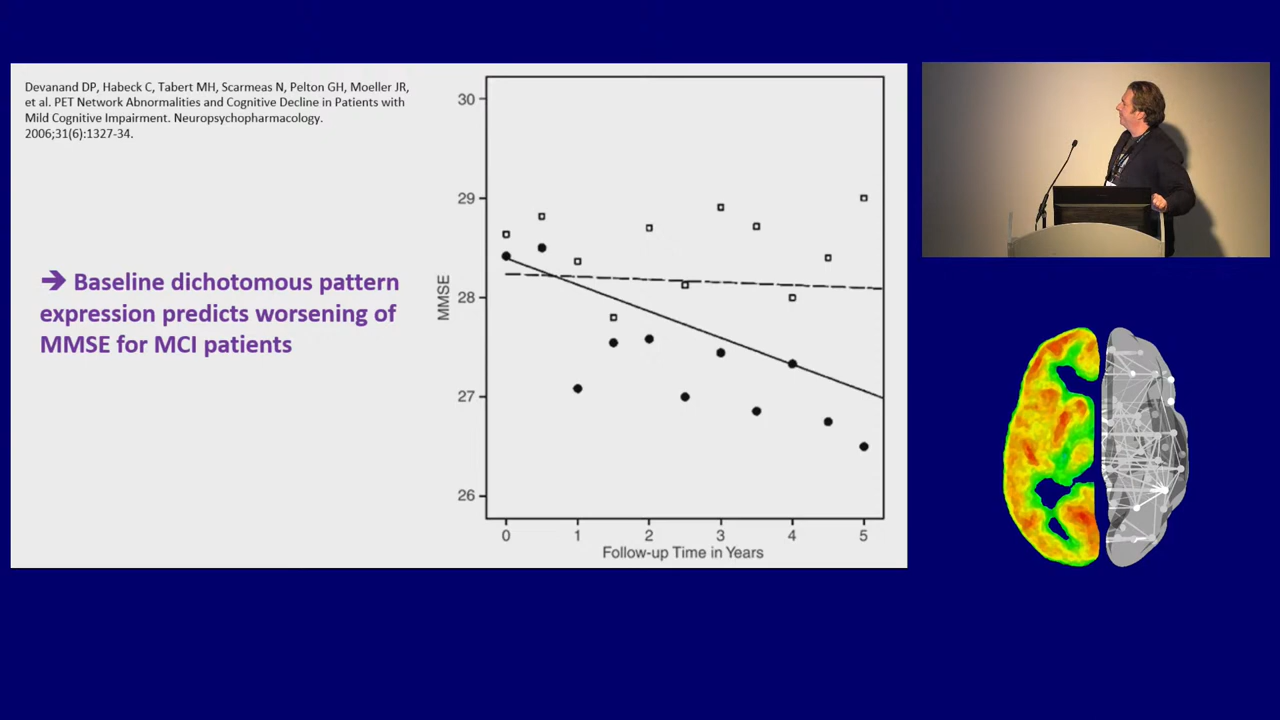 Devanand DP, Habeck C, Tabert MH, Scarmeas N, Pelton GH, Moeller JR,
et al. PET Network Abnormalities and Cognitive Decline in Patients with
Mild Cognitive Impairment. Neuropsychopharmacology.
2006;31(6):1327-34.
➔ Baseline dichotomous pattern
expression predicts worsening of
MMSE for MCI patients
MMSE
30
29
28
27
26
0 1 2 3 4 5
Follow-up Time in Years